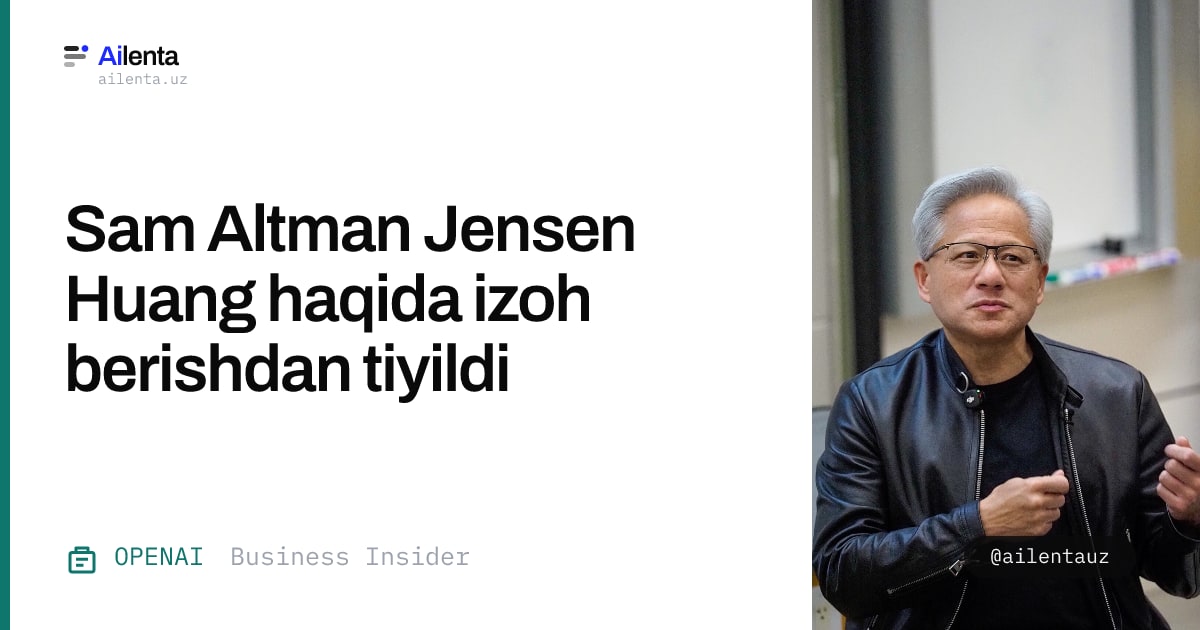 Ailenta
ailenta.uz
Sam Altman Jensen
Huang haqida izoh
berishdan tiyildi
OPENAI Business Insider
@ailentauz